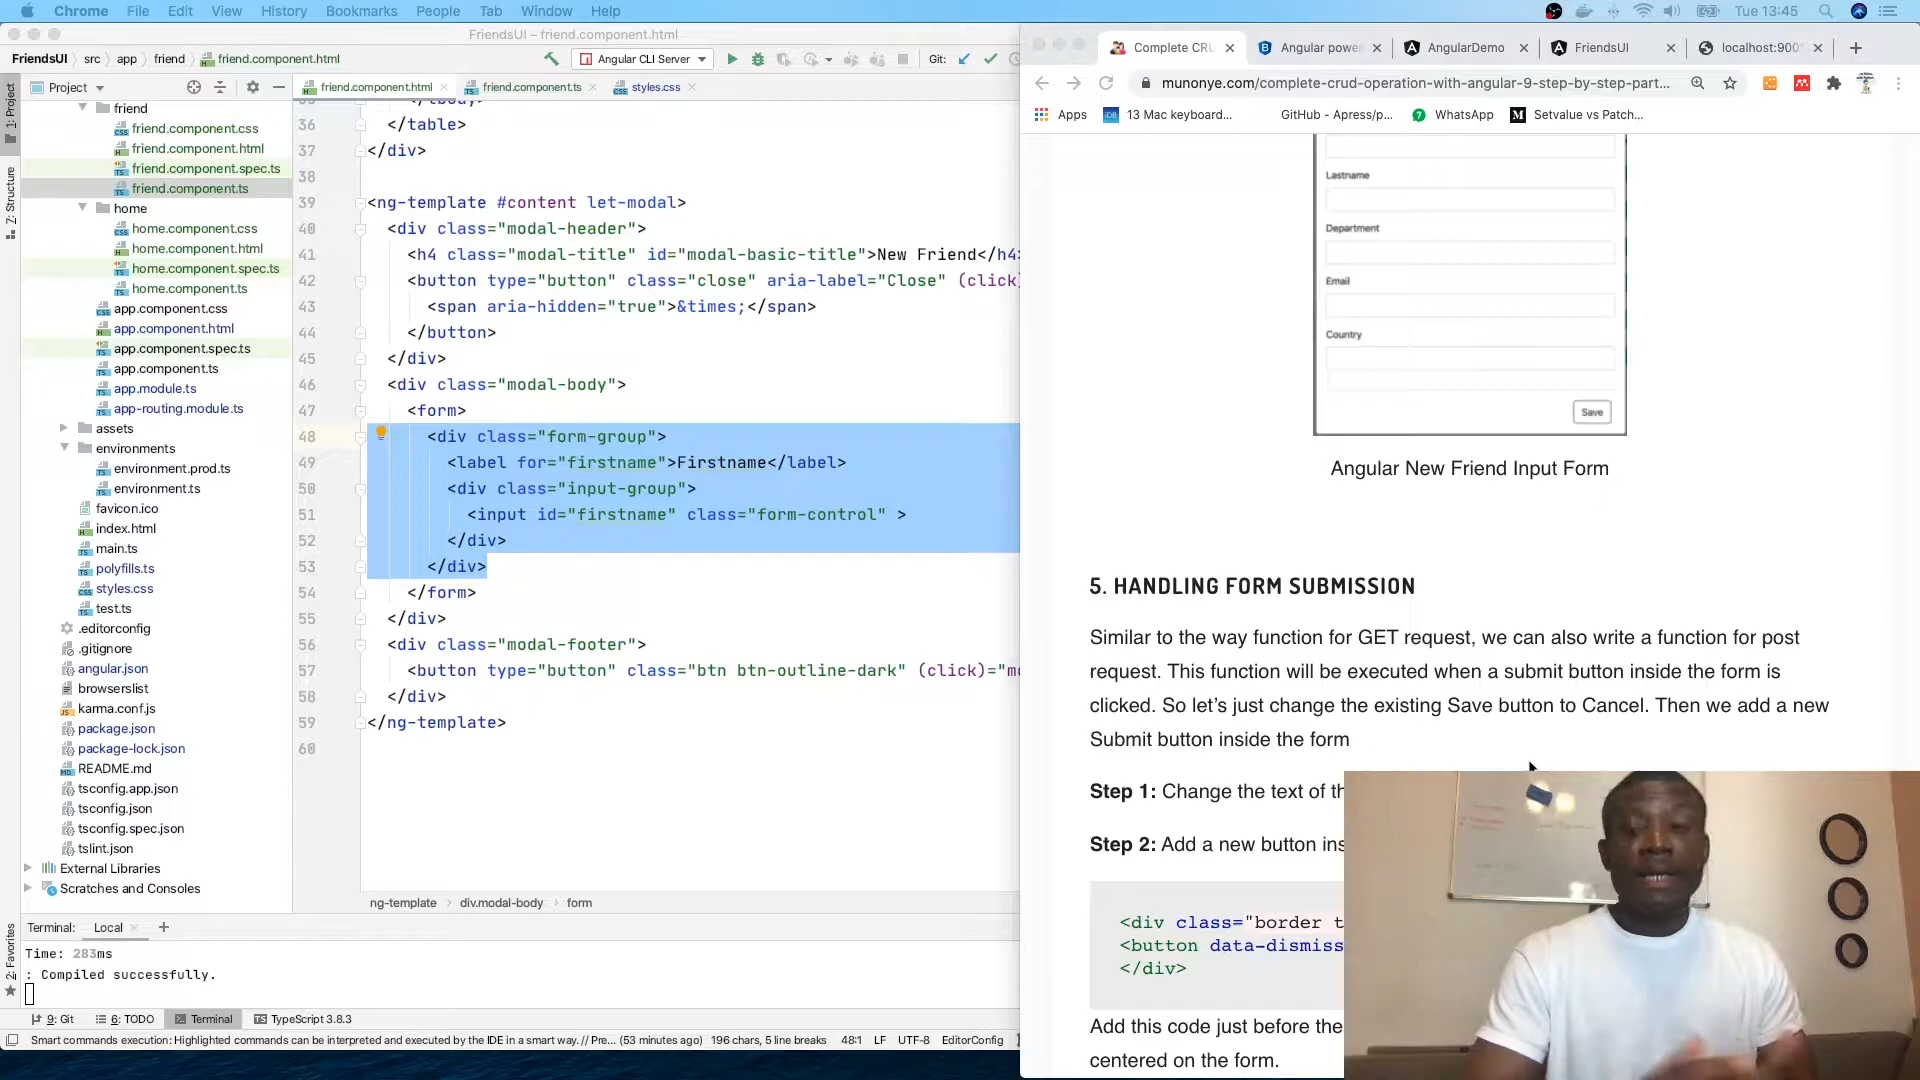 Chrome File Edit View History Bookmarks People Tab Window Help
Tue 13:45
FriendsUI – friend.component.html
FriendsUI src app friend friend.component.html
Angular CLI Server
Git:
Project
friend.component.html friend.component.ts styles.css
1: Project
7: Structure
2: Favorites
friend
friend.component.css
friend.component.html
friend.component.spec.ts
friend.component.ts
home
home.component.css
home.component.html
home.component.spec.ts
home.component.ts
app.component.css
app.component.html
app.component.spec.ts
app.component.ts
app.module.ts
app-routing.module.ts
assets
environments
environment.prod.ts
environment.ts
favicon.ico
index.html
main.ts
polyfills.ts
styles.css
test.ts
.editorconfig
.gitignore
angular.json
browserslist
karma.conf.js
package.json
package-lock.json
README.md
tsconfig.app.json
tsconfig.json
tsconfig.spec.json
tslint.json
External Libraries
Scratches and Consoles
36 </table>
37 </div>
38
39 <ng-template #content let-modal>
40 <div class="modal-header">
41 <h4 class="modal-title" id="modal-basic-title">New Friend</h4>
42 <button type="button" class="close" aria-label="Close" (click)
43 <span aria-hidden="true">&times;</span>
44 </button>
45 </div>
46 <div class="modal-body">
47 <form>
48 <div class="form-group">
49 <label for="firstname">Firstname</label>
50 <div class="input-group">
51 <input id="firstname" class="form-control" >
52 </div>
53 </div>
54 </form>
55 </div>
56 <div class="modal-footer">
57 <button type="button" class="btn btn-outline-dark" (click)="m
58 </div>
59 </ng-template>
60
ng-template div.modal-body form
Terminal: Local
Time: 283ms
: Compiled successfully.
9: Git 6: TODO Terminal TypeScript 3.8.3
Smart commands execution: Highlighted commands can be interpreted and executed by the IDE in a smart way. // Pre... (53 minutes ago) 196 chars, 5 line breaks 48:1 LF UTF-8 EditorConfig
Complete CRU Angular powe AngularDemo FriendsUI localhost:900
munonye.com/complete-crud-operation-with-angular-9-step-by-step-part...
Apps 13 Mac keyboard... GitHub - Apress/p... WhatsApp Setvalue vs Patch...
Lastname
Department
Email
Country
Save
Angular New Friend Input Form
5. HANDLING FORM SUBMISSION
Similar to the way function for GET request, we can also write a function for post
request. This function will be executed when a submit button inside the form is
clicked. So let's just change the existing Save button to Cancel. Then we add a new
Submit button inside the form
Step 1: Change the text of th
Step 2: Add a new button ins
<div class="border t
<button data-dismiss
</div>
Add this code just before the
centered on the form.